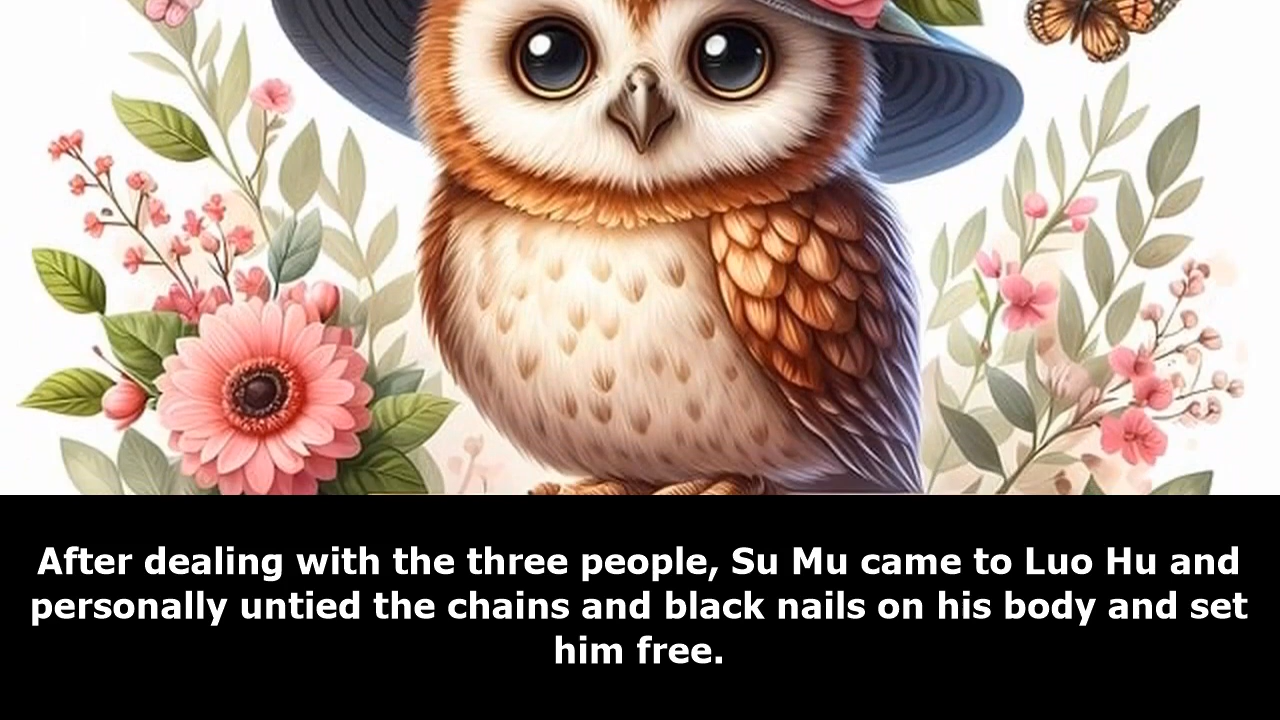 After dealing with the three people, Su Mu came to Luo Hu and
personally untied the chains and black nails on his body and set
him free.